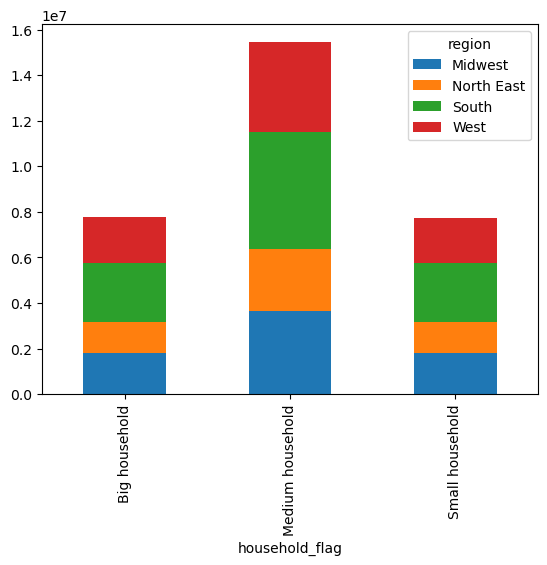 1e7
1.6
1.4
1.2
1.0
0.8
0.6
0.4
0.2
0.0
region
Midwest
North East
South
West
Big household
Medium household
Small household
household_flag